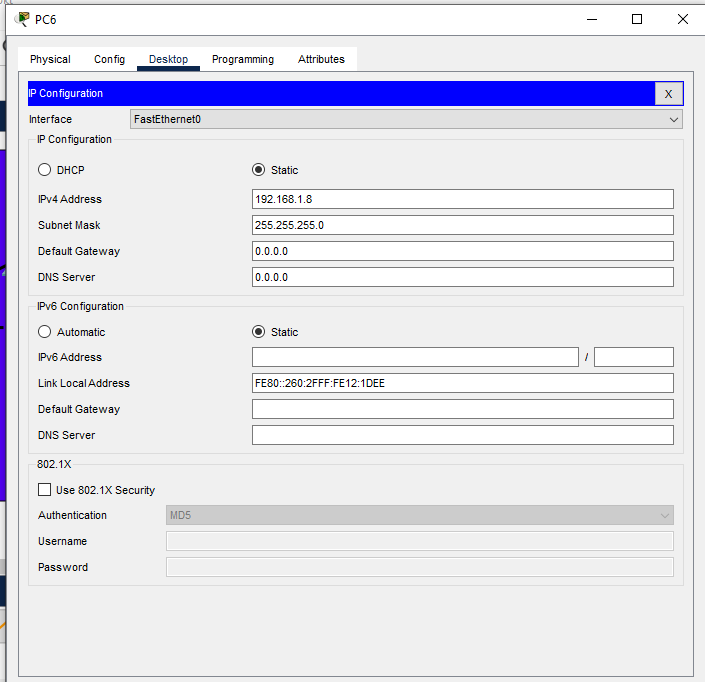 PC6
Physical Config Desktop Programming Attributes
IP Configuration X
Interface FastEthernet0
IP Configuration
DHCP Static
IPv4 Address 192.168.1.8
Subnet Mask 255.255.255.0
Default Gateway 0.0.0.0
DNS Server 0.0.0.0
IPv6 Configuration
Automatic Static
IPv6 Address /
Link Local Address FE80::260:2FFF:FE12:1DEE
Default Gateway
DNS Server
802.1X
Use 802.1X Security
Authentication MD5
Username
Password